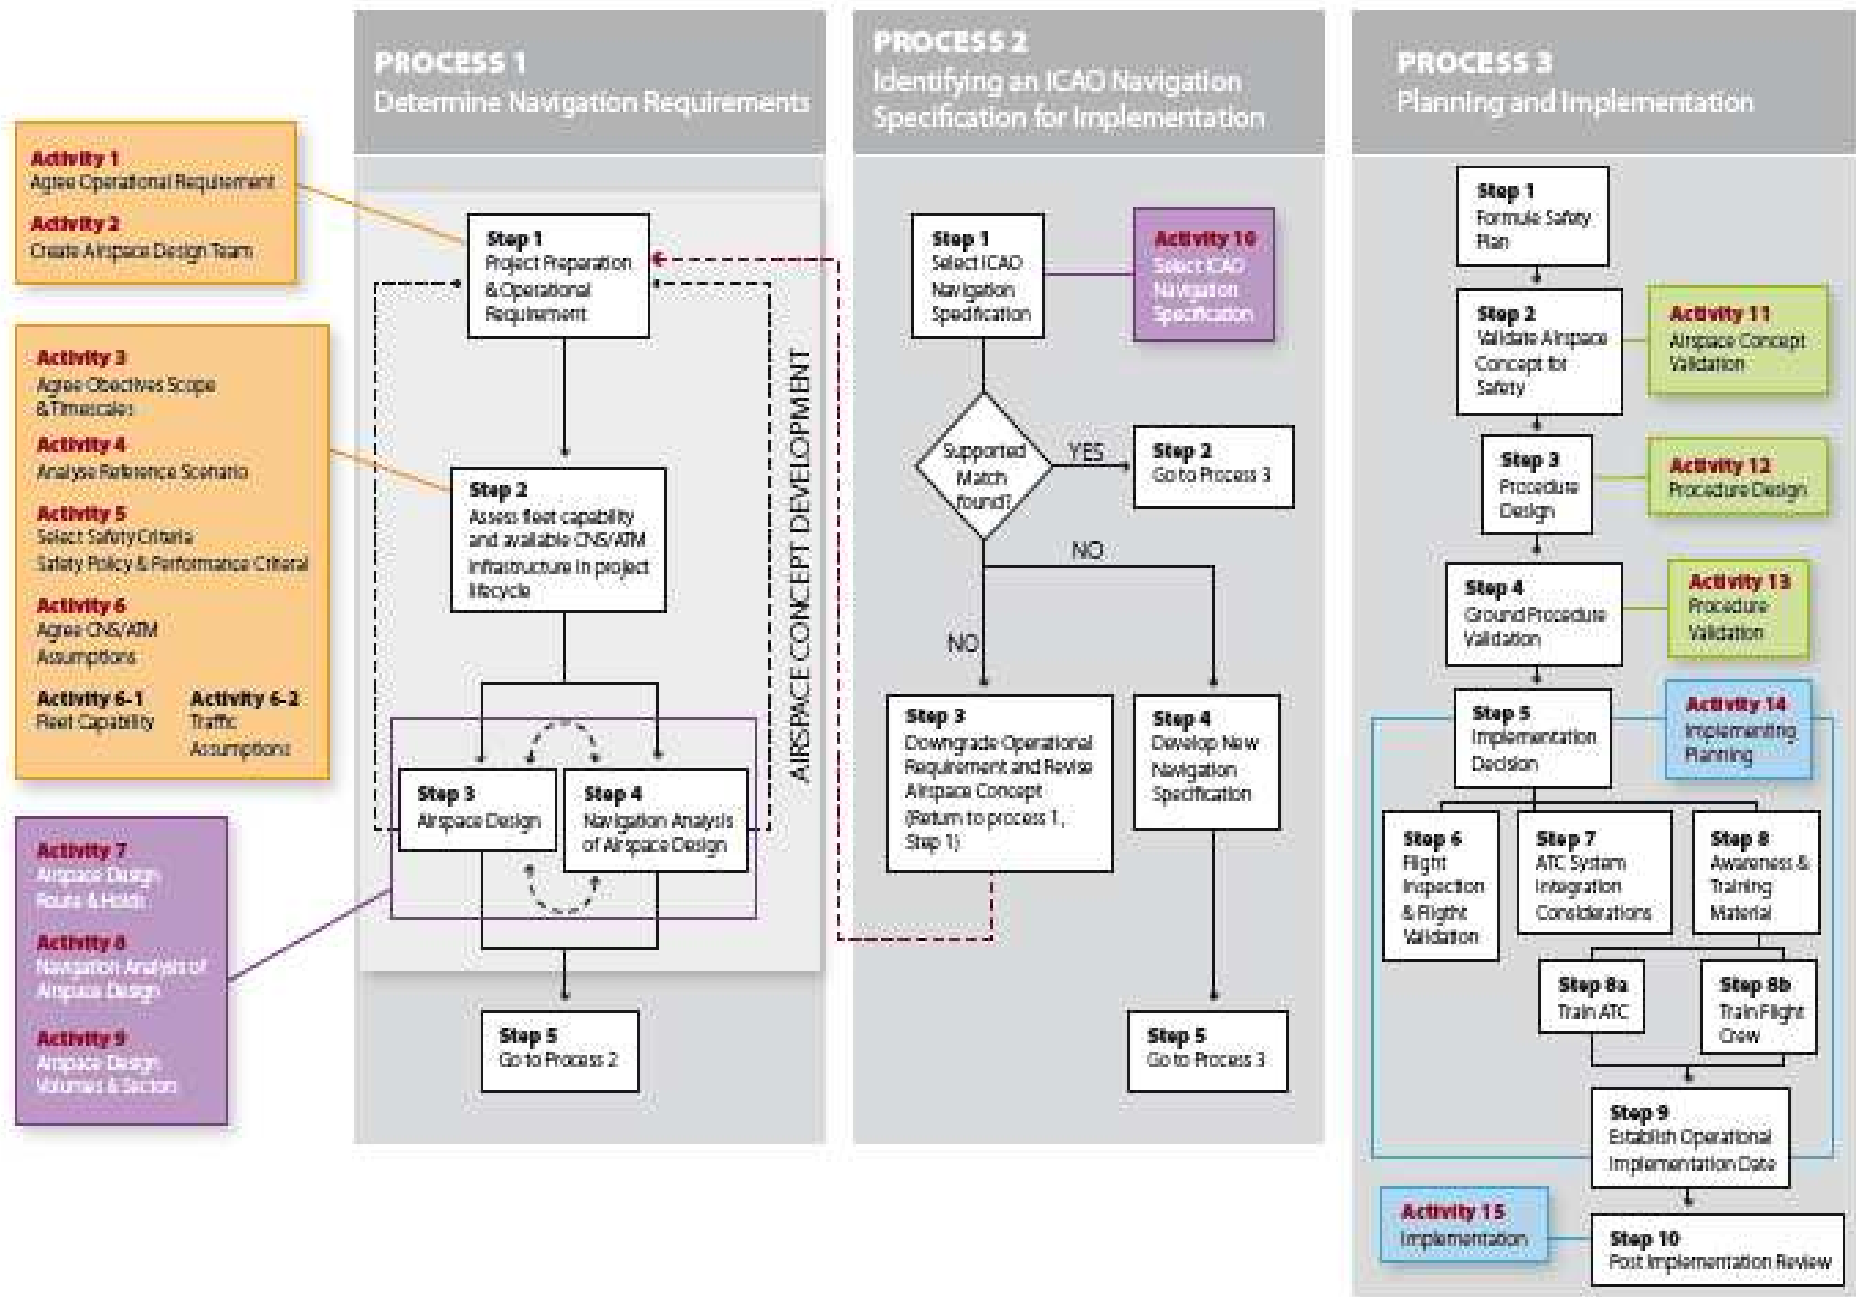 PROCESS 1
Determine Navigation Requirements
PROCESS 2
Identifying an ICAO Navigation
Specification for Implementation
PROCESS 3
Planning and Implementation
Activity 1
Agree Operational Requirement
Activity 2
Create Airspace Design Team
Activity 3
Agree Obectives Scope
& Timescales
Activity 4
Analyse Reference Scenario
Activity 5
Select Safety Criteria
Safety Policy & Performance Criteral
Activity 6
Agree CNS/ATM
Assumptions
Activity 6-1
Fleet Capability
Activity 6-2
Traffic
Assumptions
Activity 7
Airspace Design
Routs & Holds
Activity 8
Navigation Analysis of
Airspace Design
Activity 9
Airspace Design
Volumes & Sectors
Step 1
Project Preparation
& Operational
Requirement
Step 2
Assess fleet capability
and available CNS/ATM
infrastructure in project
lifecycle
Step 3
Airspace Design
Step 4
Navigation Analysis
of Airspace Design
Step 5
Go to Process 2
AIRSPACE CONCEPT DEVELOPMENT
Step 1
Select ICAO
Navigation
Specification
Activity 10
Select ICAO
Navigation
Specification
Supported
Match
found?
YES
Step 2
Go to Process 3
NO
NO
Step 3
Downgrade Operational
Requirement and Revise
Airspace Concept
(Return to process 1,
Step 1)
Step 4
Develop New
Navigation
Specification
Step 5
Go to Process 3
Step 1
Formule Safety
Plan
Step 2
Validate Airspace
Concept for
Safety
Activity 11
Airspace Concept
Validation
Step 3
Procedure
Design
Activity 12
Procedure Design
Step 4
Ground Procedure
Validation
Activity 13
Procedure
Validation
Step 5
Implementation
Decision
Activity 14
Implementing
Planning
Step 6
Flight
Inspection
& Fligtht
Validation
Step 7
ATC System
Integration
Considerations
Step 8
Awareness &
Training
Material
Step 8a
Train ATC
Step 8b
Train Flight
Crew
Step 9
Establish Operational
Implementation Date
Activity 15
Implementation
Step 10
Post Implementation Review